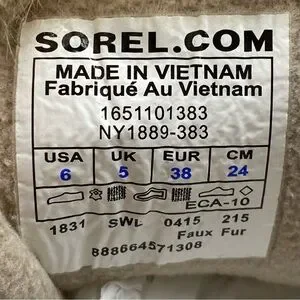 SOREL.COM
MADE IN VIETNAM
Fabriqué Au Vietnam
1651101383
NY1889-383
USA UK EUR CM
6 5 38 24
ECA-10
1831 SWL 0415 215
Faux Fur
888664571308